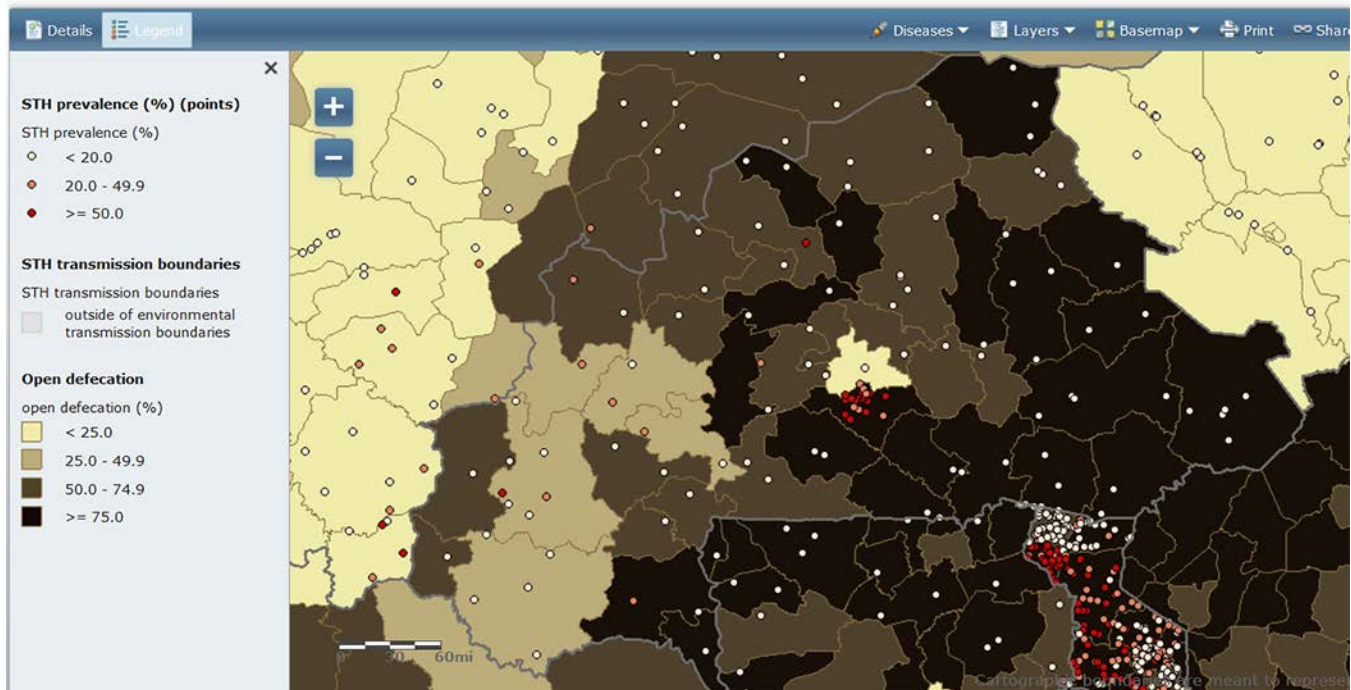 Details Legend Diseases Layers Basemap Print Share
STH prevalence (%) (points)
STH prevalence (%)
< 20.0
20.0 - 49.9
>= 50.0
STH transmission boundaries
STH transmission boundaries
outside of environmental
transmission boundaries
Open defecation
open defecation (%)
< 25.0
25.0 - 49.9
50.0 - 74.9
>= 75.0
+
−
0 30 60mi
Cartographic boundaries are meant to represe